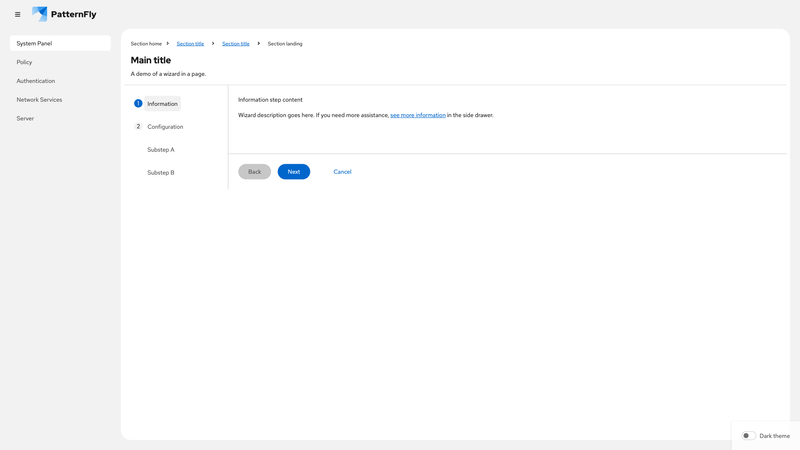 PatternFly
System Panel
Policy
Authentication
Network Services
Server
Section home Section title Section title Section landing
Main title
A demo of a wizard in a page.
1 Information
2 Configuration
Substep A
Substep B
Information step content
Wizard description goes here. If you need more assistance, see more information in the side drawer.
Back Next Cancel
Dark theme